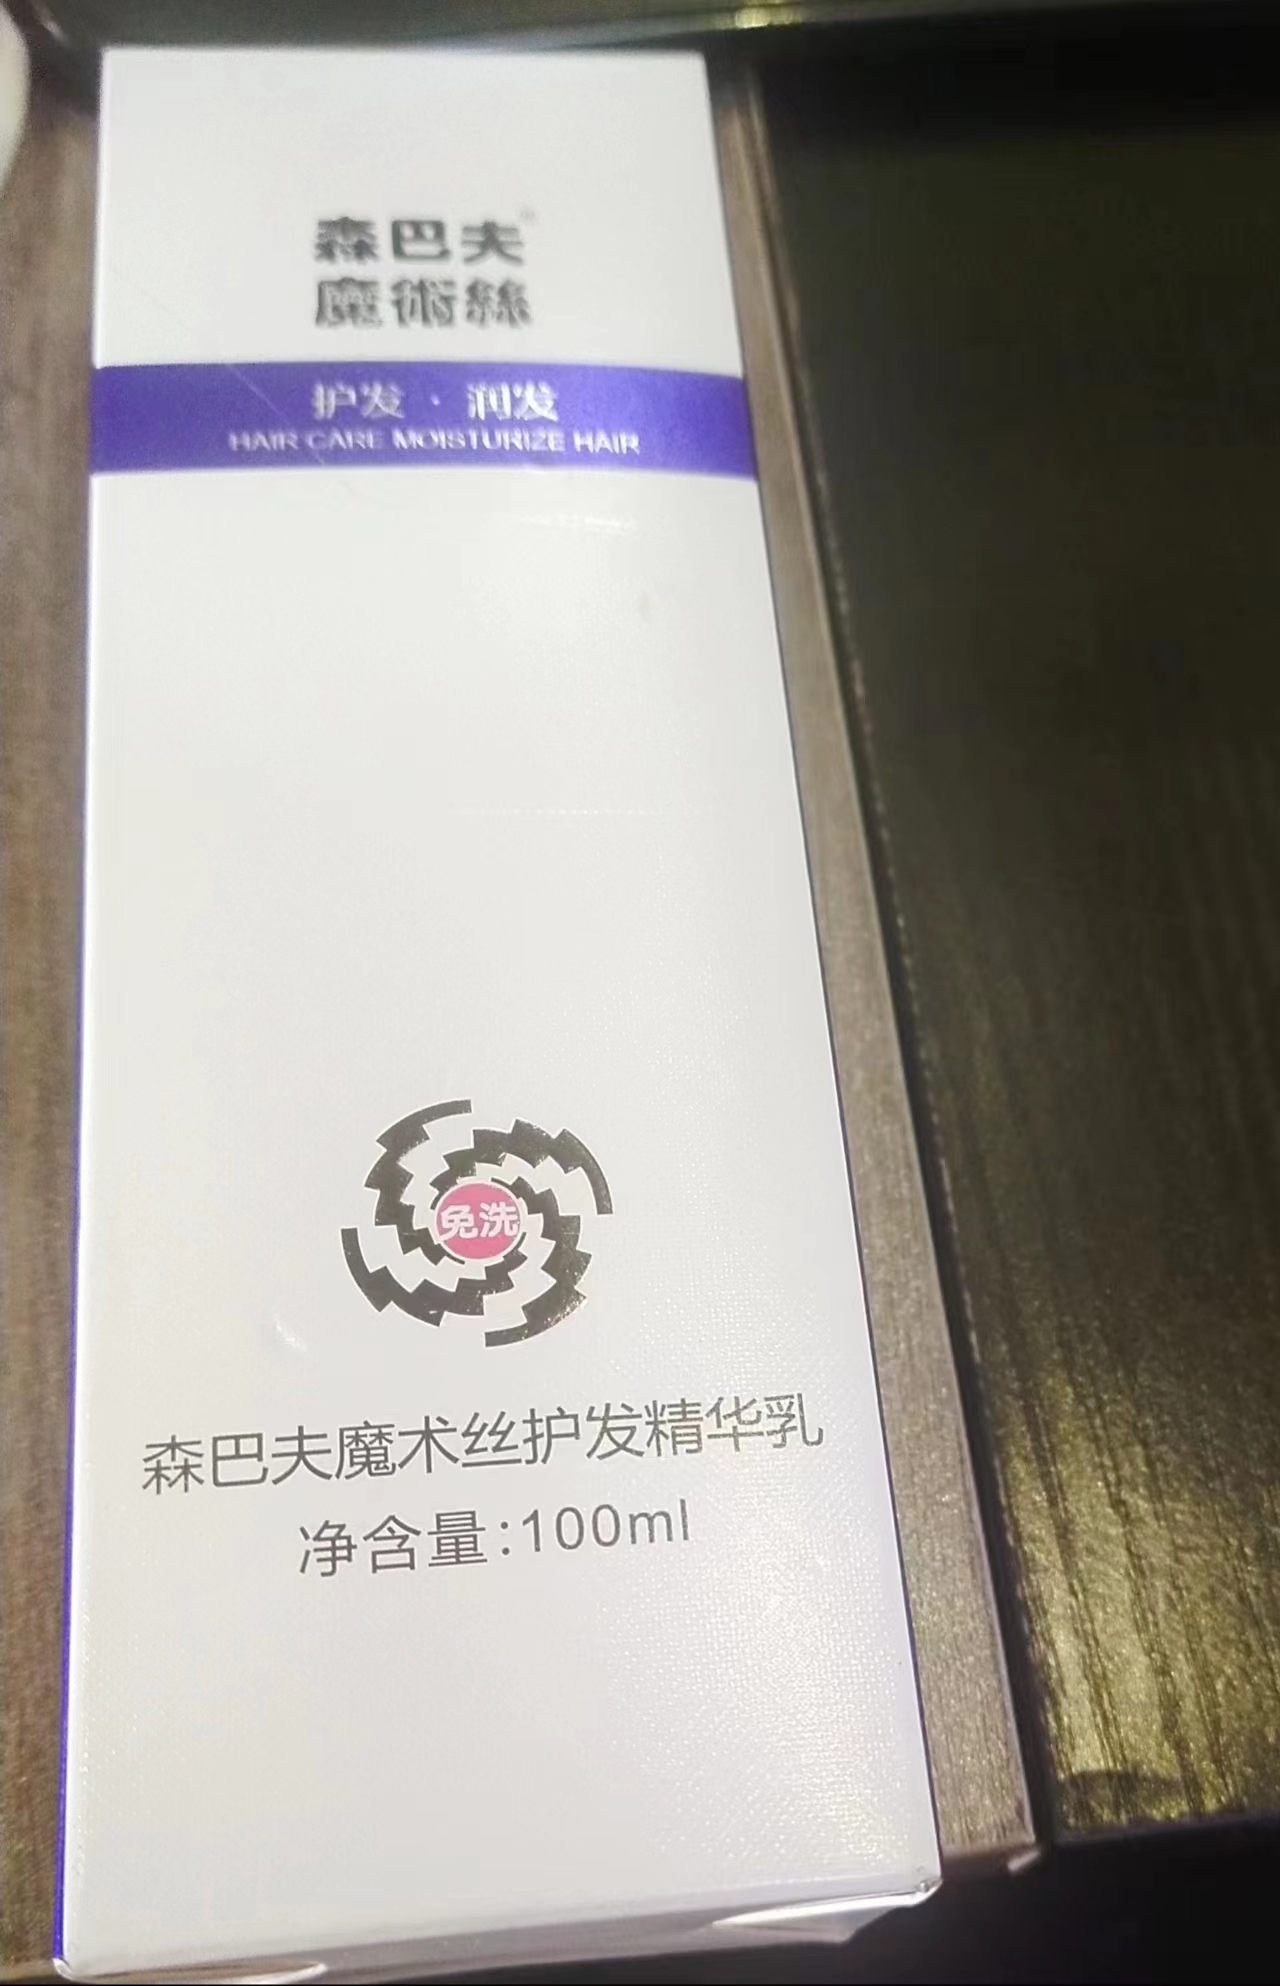 森巴夫®
魔術絲
护发 · 润发
HAIR CARE MOISTURIZE HAIR
免洗
森巴夫魔术丝护发精华乳
净含量:100ml